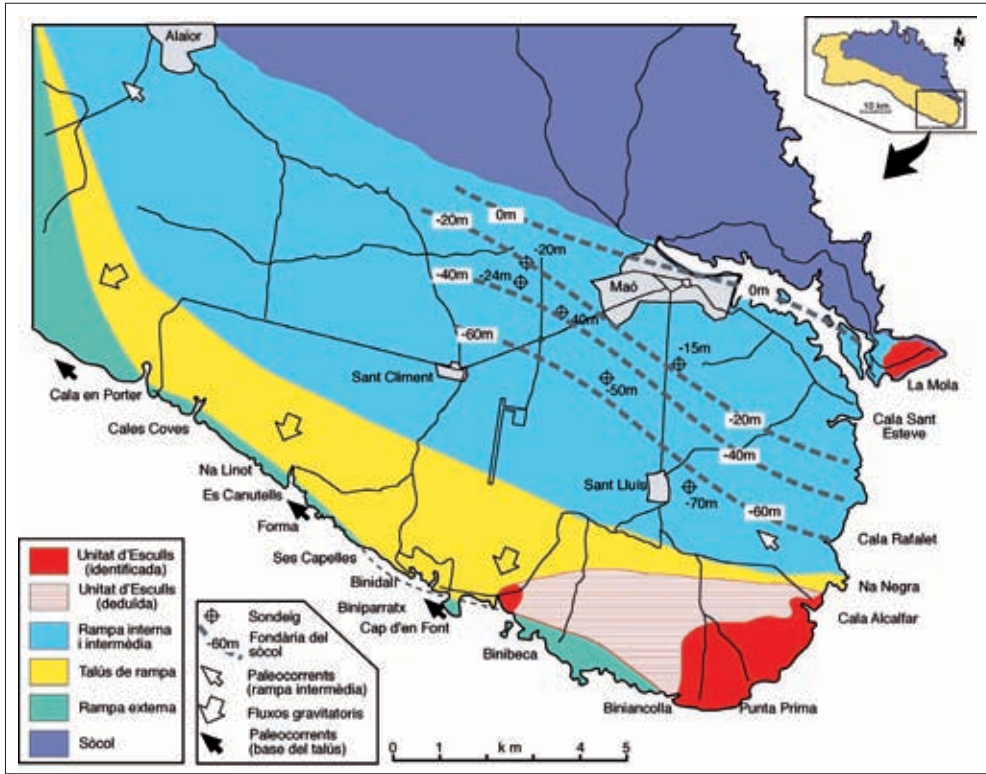 Alaior
N
10 km
0m
-20m
-20m
-40m
-24m
Maó
0m
-40m
-60m
-15m
La Mola
Sant Climent
-50m
Cala en Porter
Cala Sant
Esteve
-20m
Cales Coves
-40m
Na Linot
Sant Lluís
-70m
Es Canutells
-60m
Forma
Cala Rafalet
Ses Capelles
Binidalí
Na Negra
Biniparratx
Cala Alcalfar
Cap d'en Font
Binibeca
Biniancolla
Punta Prima
Unitat d'Esculls
(identificada)
Unitat d'Esculls
(deduïda)
Rampa interna
i intermèdia
Talús de rampa
Rampa externa
Sòcol
Sondeig
-60m
Fondària del
sòcol
Paleocorrents
(rampa intermèdia)
Fluxos gravitatoris
Paleocorrents
(base del talús)
0 1 k m 4 5